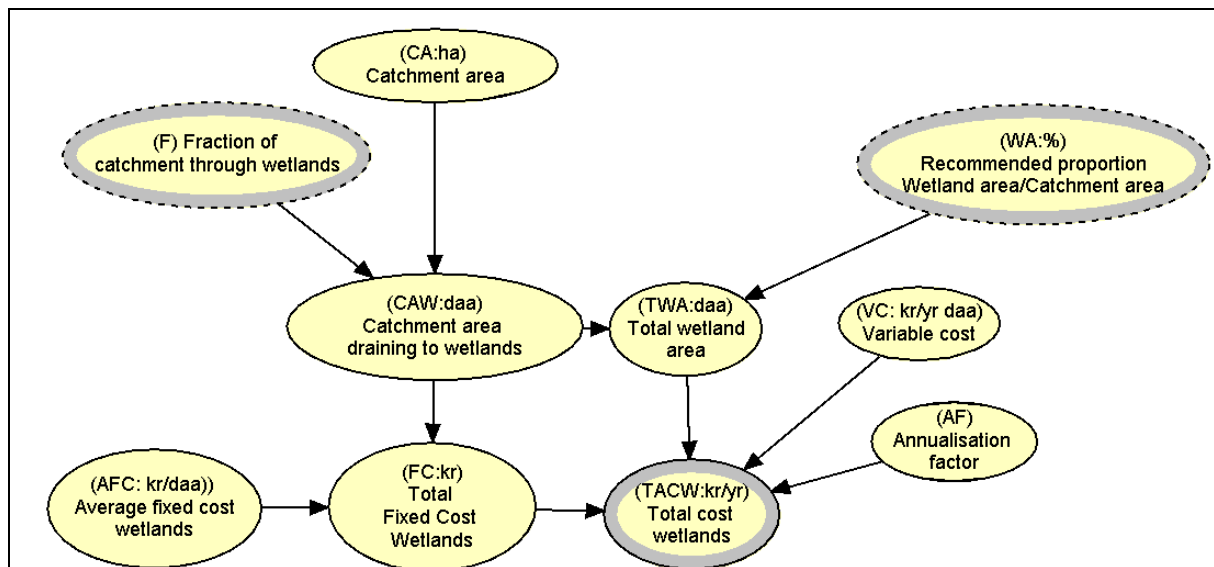 (CA:ha)
Catchment area
(F) Fraction of
catchment through wetlands
(WA:%)
Recommended proportion
Wetland area/Catchment area
(CAW:daa)
Catchment area
draining to wetlands
(TWA:daa)
Total wetland
area
(VC: kr/yr daa)
Variable cost
(AF)
Annualisation
factor
(AFC: kr/daa))
Average fixed cost
wetlands
(FC:kr)
Total
Fixed Cost
Wetlands
(TACW:kr/yr)
Total cost
wetlands